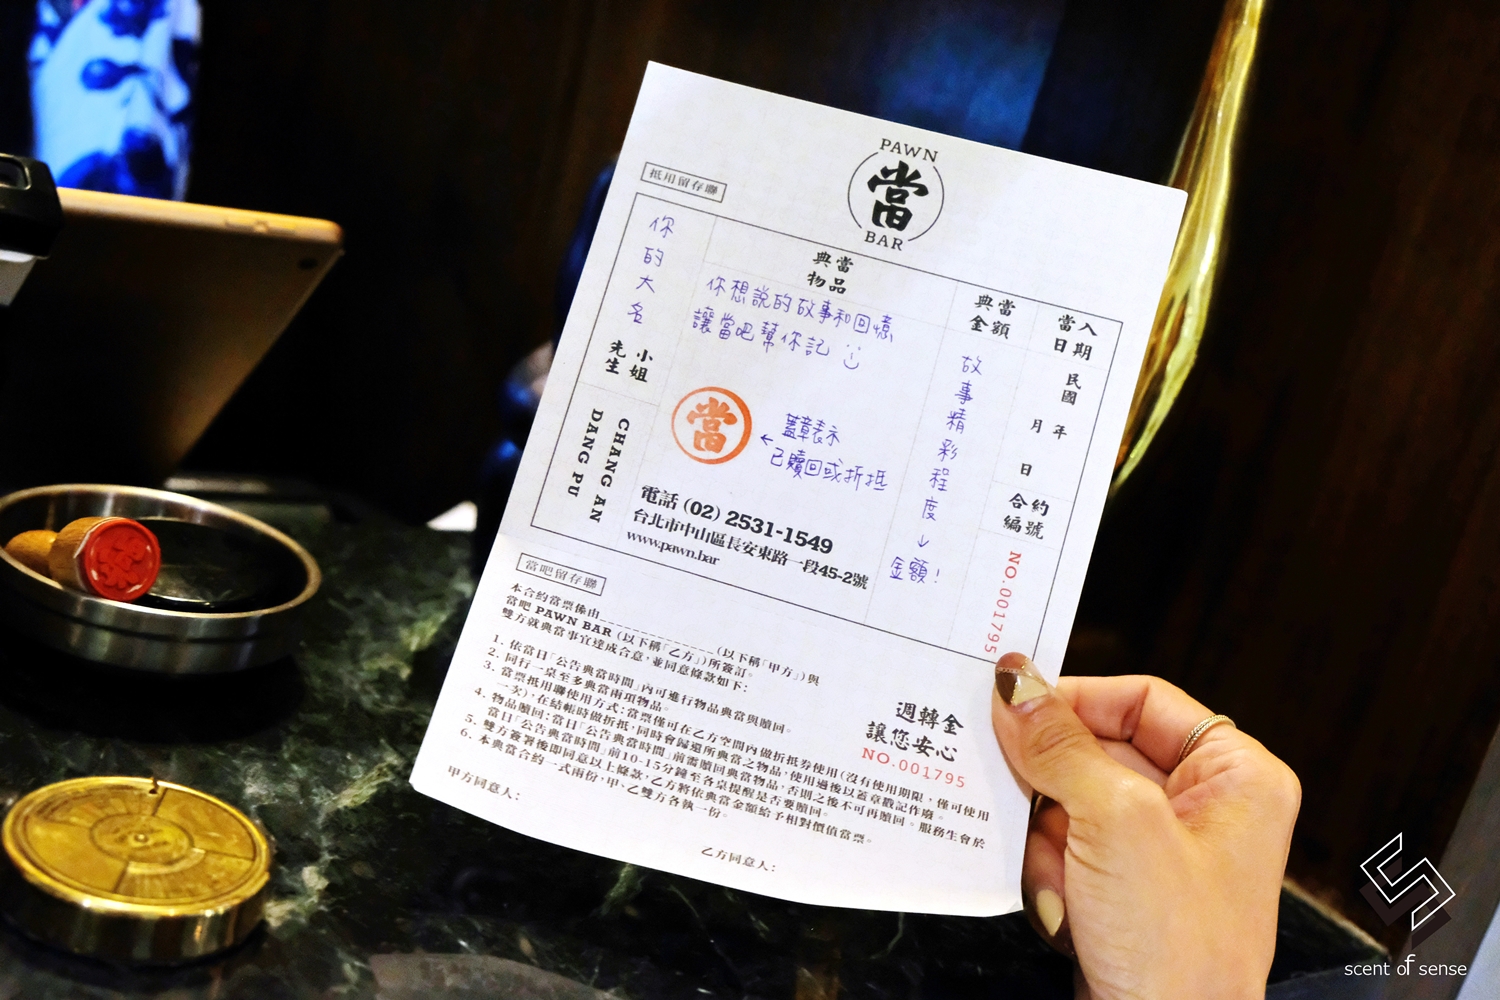 PAWN
當
BAR
抵用留存聯
當入
日期
民國
年
月
日
合約
編號
NO.001795
典當
金額
故事精彩程度↓
金額！
典當
物品
你想說的故事和回憶
讓當吧幫你記
當
←蓋章表示
已贖回或折抵
電話 (02) 2531-1549
台北市中山區長安東路一段45-2號
www.pawn.bar
你的大名
小姐
先生
CHANG AN
DANG PU
當吧留存聯
本合約當票係由____________(以下稱「甲方」)與
當吧 PAWN BAR (以下稱「乙方」)所簽訂。
雙方就典當事宜達成合意，並同意條款如下：
1. 依當日「公告典當時間」內可進行物品典當與贖回。
2. 同行一桌至多典當兩項物品。
3. 當票抵用聯使用方式：當票僅可在乙方空間內做折抵券使用(沒有使用期限，僅可使用
一次)，在結帳時做折抵，同時會歸還所典當之物品，使用過後以蓋章戳記作廢。
4. 物品贖回：當日「公告典當時間」前需贖回典當物品，否則之後不可再贖回。服務生會於
當日「公告典當時間」前10-15分鐘至各桌提醒是否要贖回。
5. 雙方簽署後即同意以上條款，乙方將依典當金額給予相對價值當票。
6. 本典當合約一式兩份，甲、乙雙方各執一份。
週轉金
讓您安心
NO.001795
甲方同意人：
乙方同意人：
scent of sense